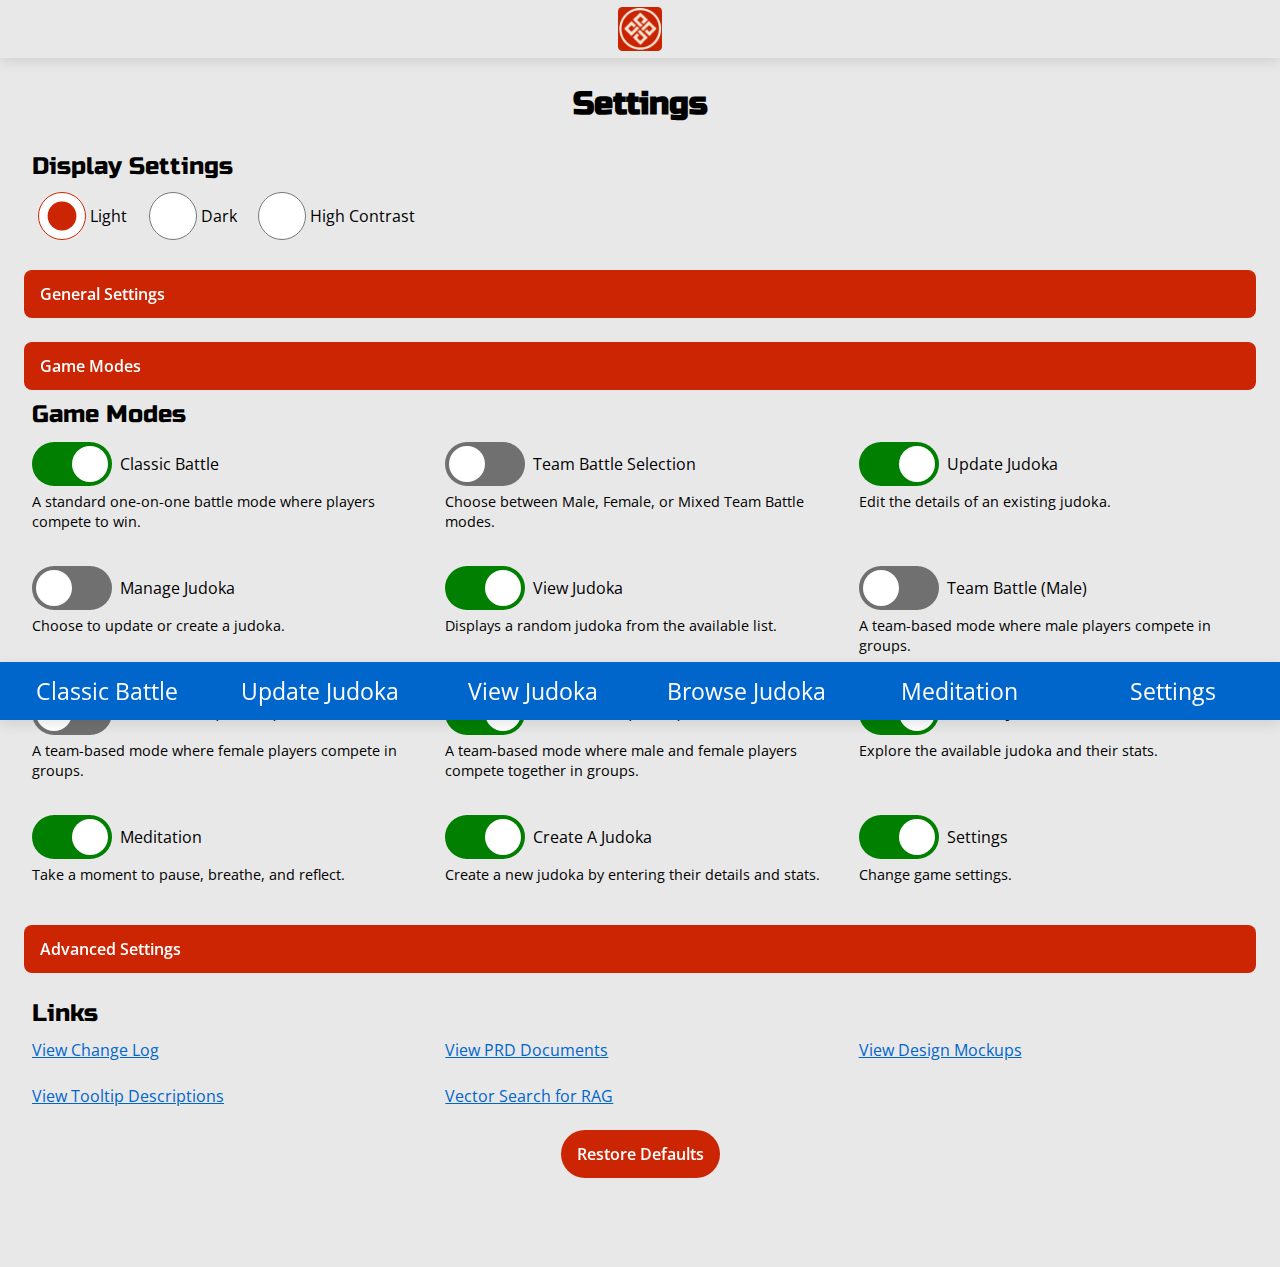 Settings
Display Settings
Light
Dark
High Contrast
General Settings
Game Modes
Game Modes
Classic Battle
Team Battle Selection
Update Judoka
A standard one-on-one battle mode where players
compete to win.
Choose between Male, Female, or Mixed Team Battle
modes.
Edit the details of an existing judoka.
Manage Judoka
View Judoka
Team Battle (Male)
Choose to update or create a judoka.
Displays a random judoka from the available list.
A team-based mode where male players compete in
groups.
Classic Battle
Update Judoka
View Judoka
Browse Judoka
Meditation
Settings
A team-based mode where female players compete in
groups.
A team-based mode where male and female players
compete together in groups.
Explore the available judoka and their stats.
Meditation
Create A Judoka
Settings
Take a moment to pause, breathe, and reflect.
Create a new judoka by entering their details and stats.
Change game settings.
Advanced Settings
Links
View Change Log
View PRD Documents
View Design Mockups
View Tooltip Descriptions
Vector Search for RAG
Restore Defaults